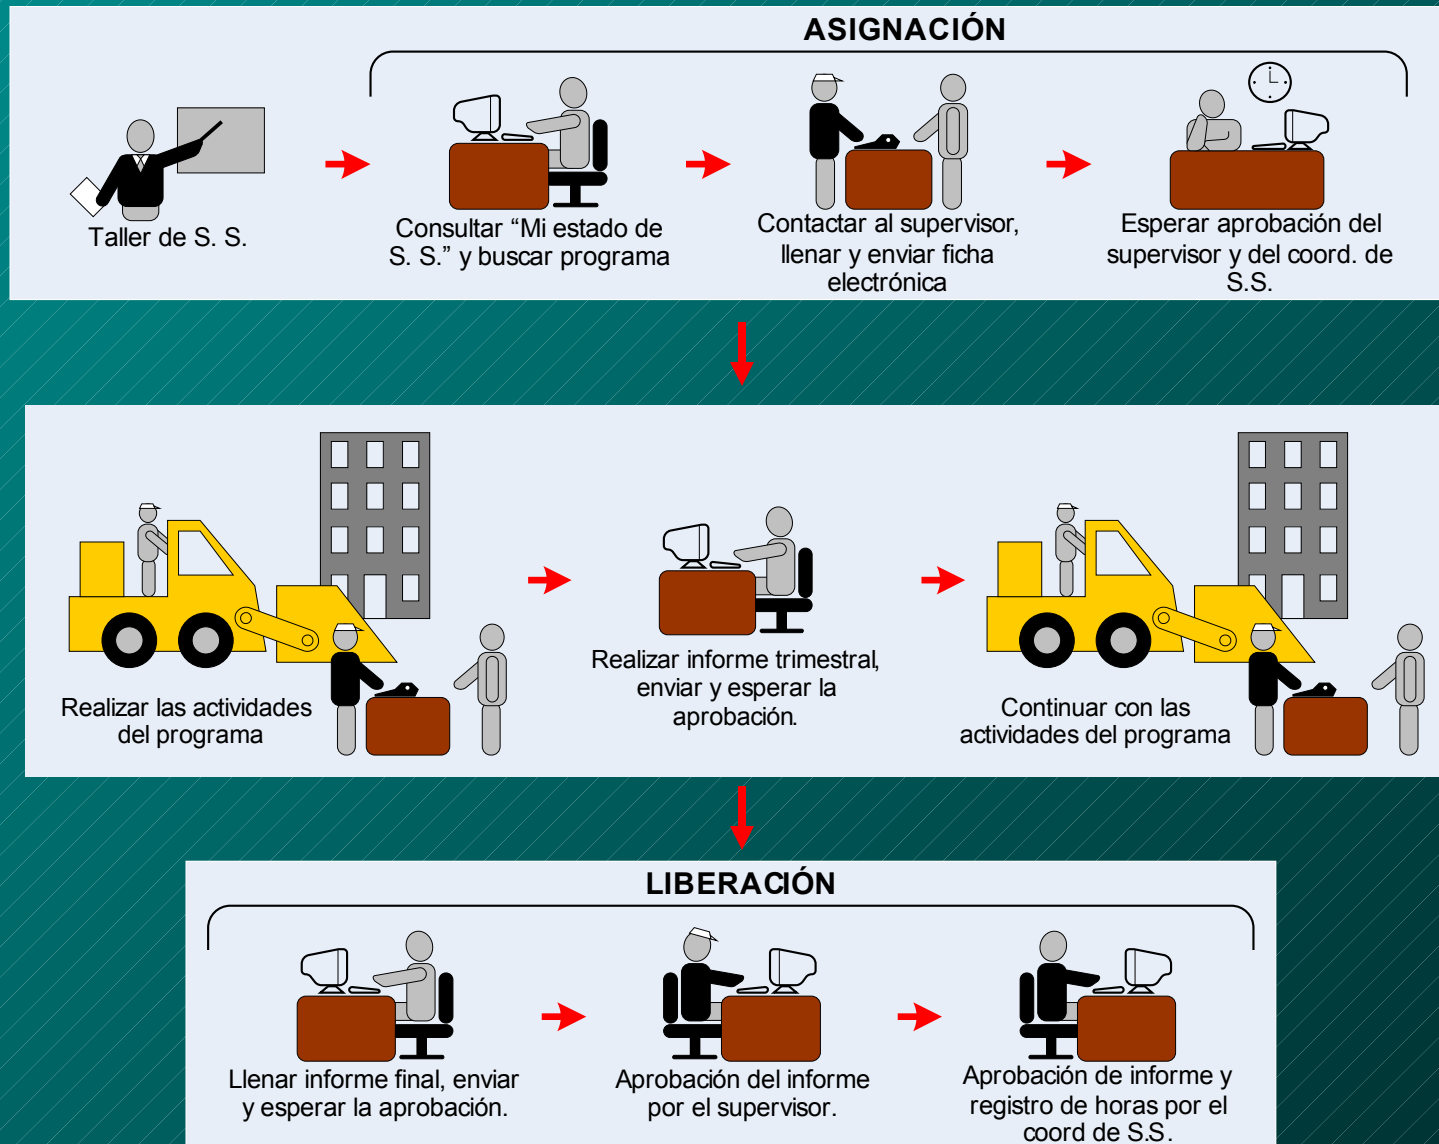 ASIGNACIÓN
Taller de S. S.
Consultar “Mi estado de
S. S.” y buscar programa
Contactar al supervisor,
llenar y enviar ficha
electrónica
Esperar aprobación del
supervisor y del coord. de
S.S.
Realizar las actividades
del programa
Realizar informe trimestral,
enviar y esperar la
aprobación.
Continuar con las
actividades del programa
LIBERACIÓN
Llenar informe final, enviar
y esperar la aprobación.
Aprobación del informe
por el supervisor.
Aprobación de informe y
registro de horas por el
coord de S.S.